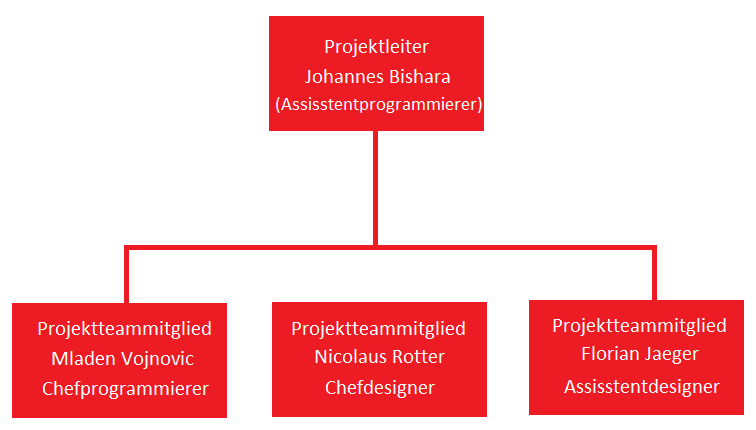 Projektleiter
Johannes Bishara
(Assisstentprogrammierer)
Projektteammitglied
Mladen Vojnovic
Chefprogrammierer
Projektteammitglied
Nicolaus Rotter
Chefdesigner
Projektteammitglied
Florian Jaeger
Assisstentdesigner